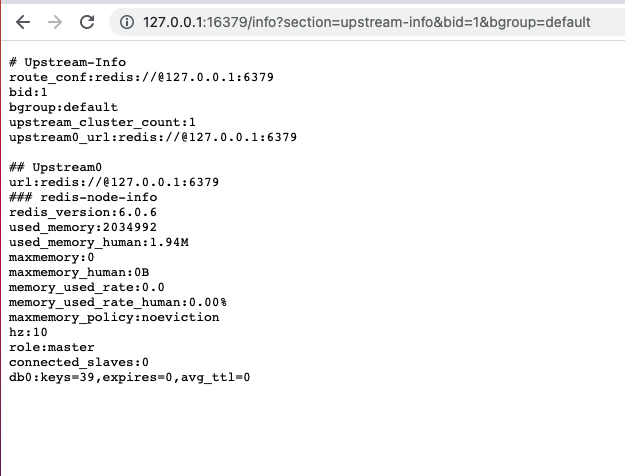 127.0.0.1:16379/info?section=upstream-info&bid=1&bgroup=default
# Upstream-Info
route_conf:redis://@127.0.0.1:6379
bid:1
bgroup:default
upstream_cluster_count:1
upstream0_url:redis://@127.0.0.1:6379
## Upstream0
url:redis://@127.0.0.1:6379
### redis-node-info
redis_version:6.0.6
used_memory:2034992
used_memory_human:1.94M
maxmemory:0
maxmemory_human:0B
memory_used_rate:0.0
memory_used_rate_human:0.00%
maxmemory_policy:noeviction
hz:10
role:master
connected_slaves:0
db0:keys=39,expires=0,avg_ttl=0